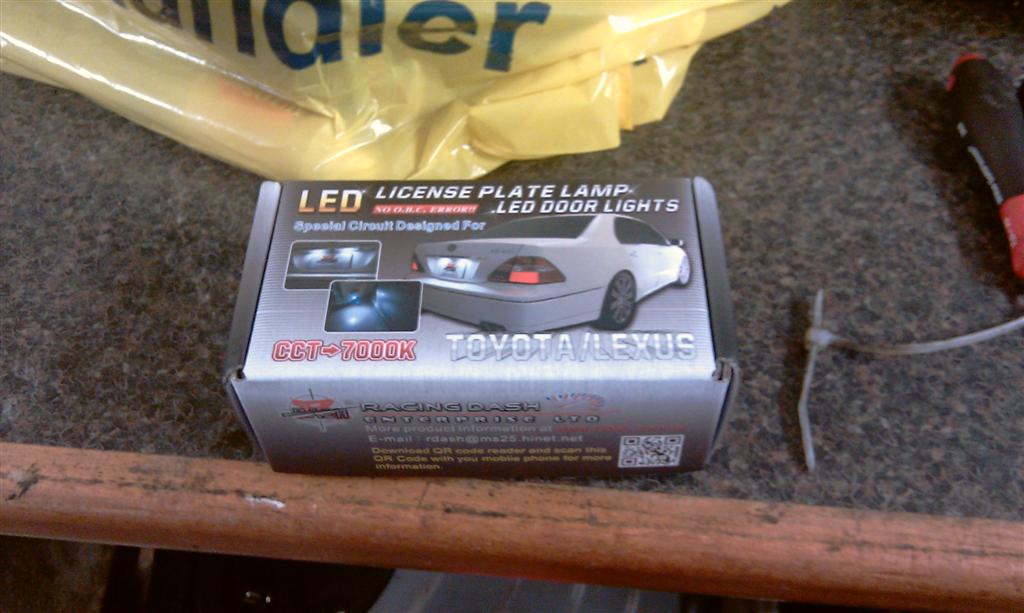 ndler
LED LICENSE PLATE LAMP
NO O.B.C. ERROR!! .LED DOOR LIGHTS
Special Circuit Designed For
CCT→7000K TOYOTA/LEXUS
RACING DASH
ENTERPRISE LTD
More product information at
E-mail : rdash@ms25.hinet.net
Download QR code reader and scan this
QR Code with you mobile phone for more
information.